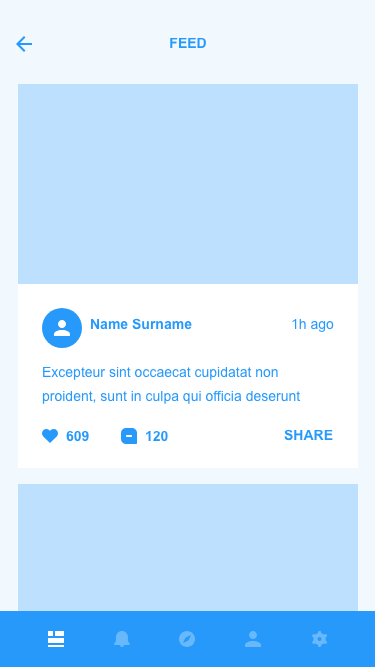 FEED
Name Surname
1h ago
Excepteur sint occaecat cupidatat non
proident, sunt in culpa qui officia deserunt
609
120
SHARE